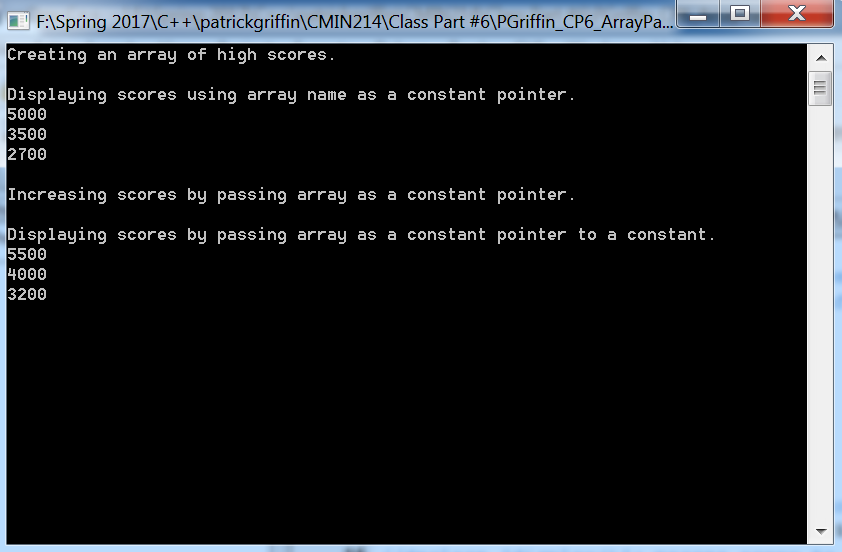 F:\Spring 2017\C++\patrickgriffin\CMIN214\Class Part #6\PGriffin_CP6_ArrayPa...
Creating an array of high scores.
Displaying scores using array name as a constant pointer.
5000
3500
2700
Increasing scores by passing array as a constant pointer.
Displaying scores by passing array as a constant pointer to a constant.
5500
4000
3200